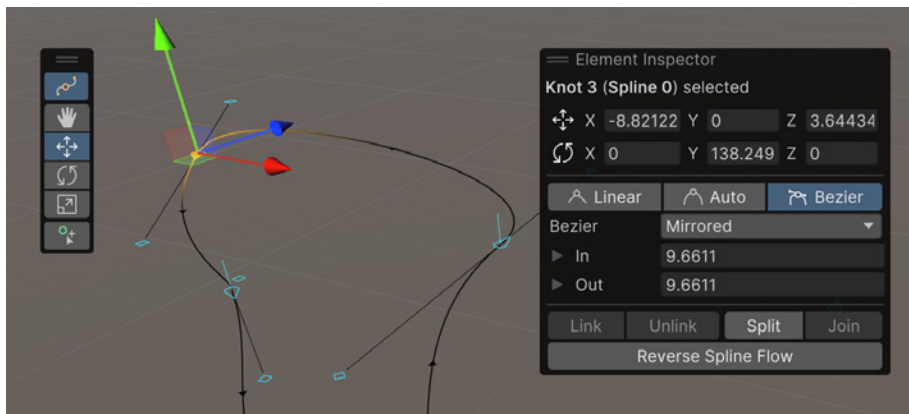 Element Inspector
Knot 3 (Spline 0) selected
X -8.82122 Y 0 Z 3.64434
X 0 Y 138.249 Z 0
Linear Auto Bezier
Bezier Mirrored
In 9.6611
Out 9.6611
Link Unlink Split Join
Reverse Spline Flow